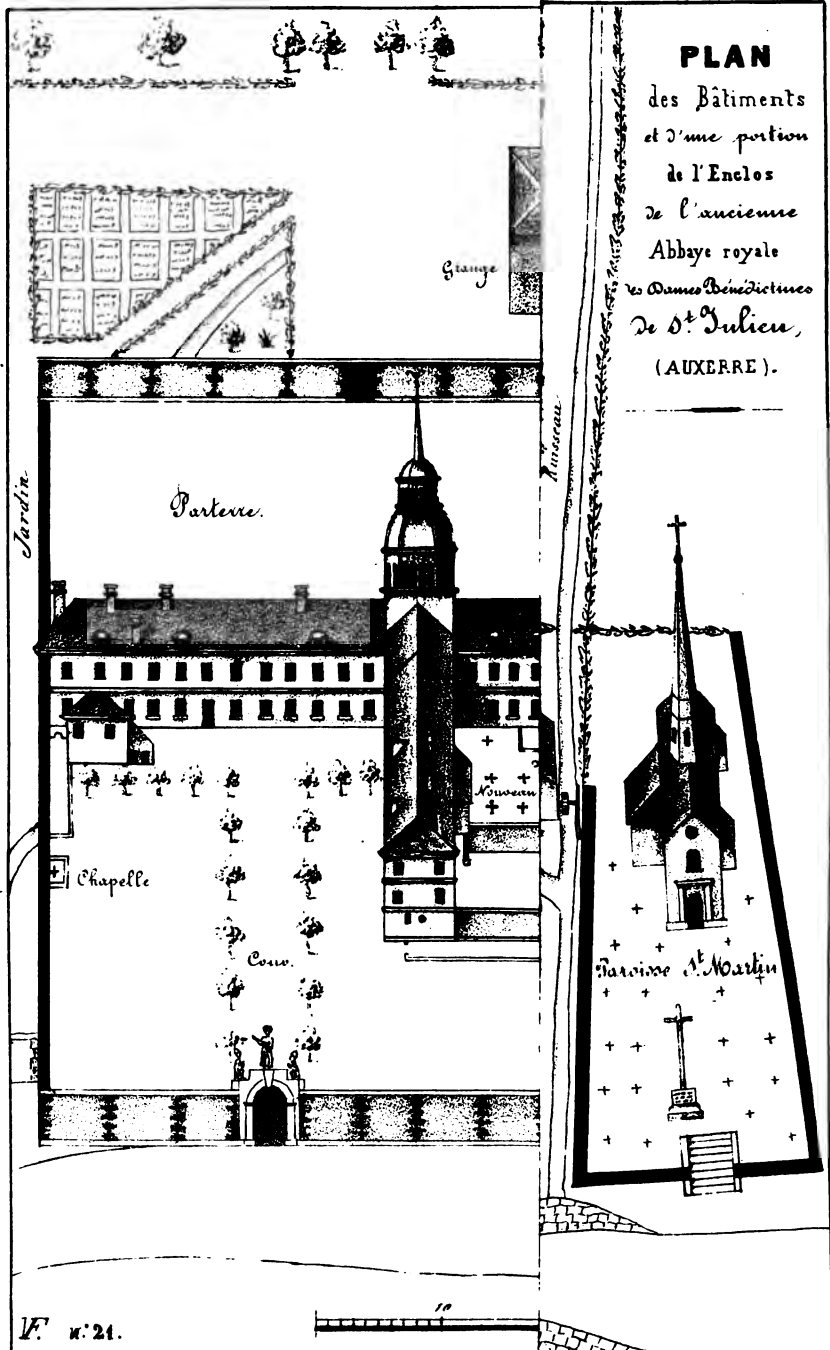 PLAN
des Bâtiments
et d'une portion
de l'Enclos
de l'ancienne
Abbaye royale
des Dames Bénédictines
de St. Julien,
(AUXERRE).
Grange
Ruisseau
Jardin
Parterre.
Nouveau
Chapelle
Cour.
Paroisse St. Martin
10
n: 21.